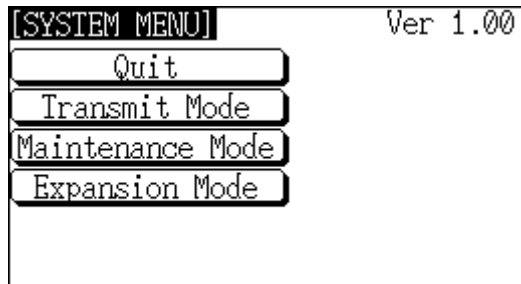 [SYSTEM MENU] Ver 1.00
Quit
Transmit Mode
Maintenance Mode
Expansion Mode